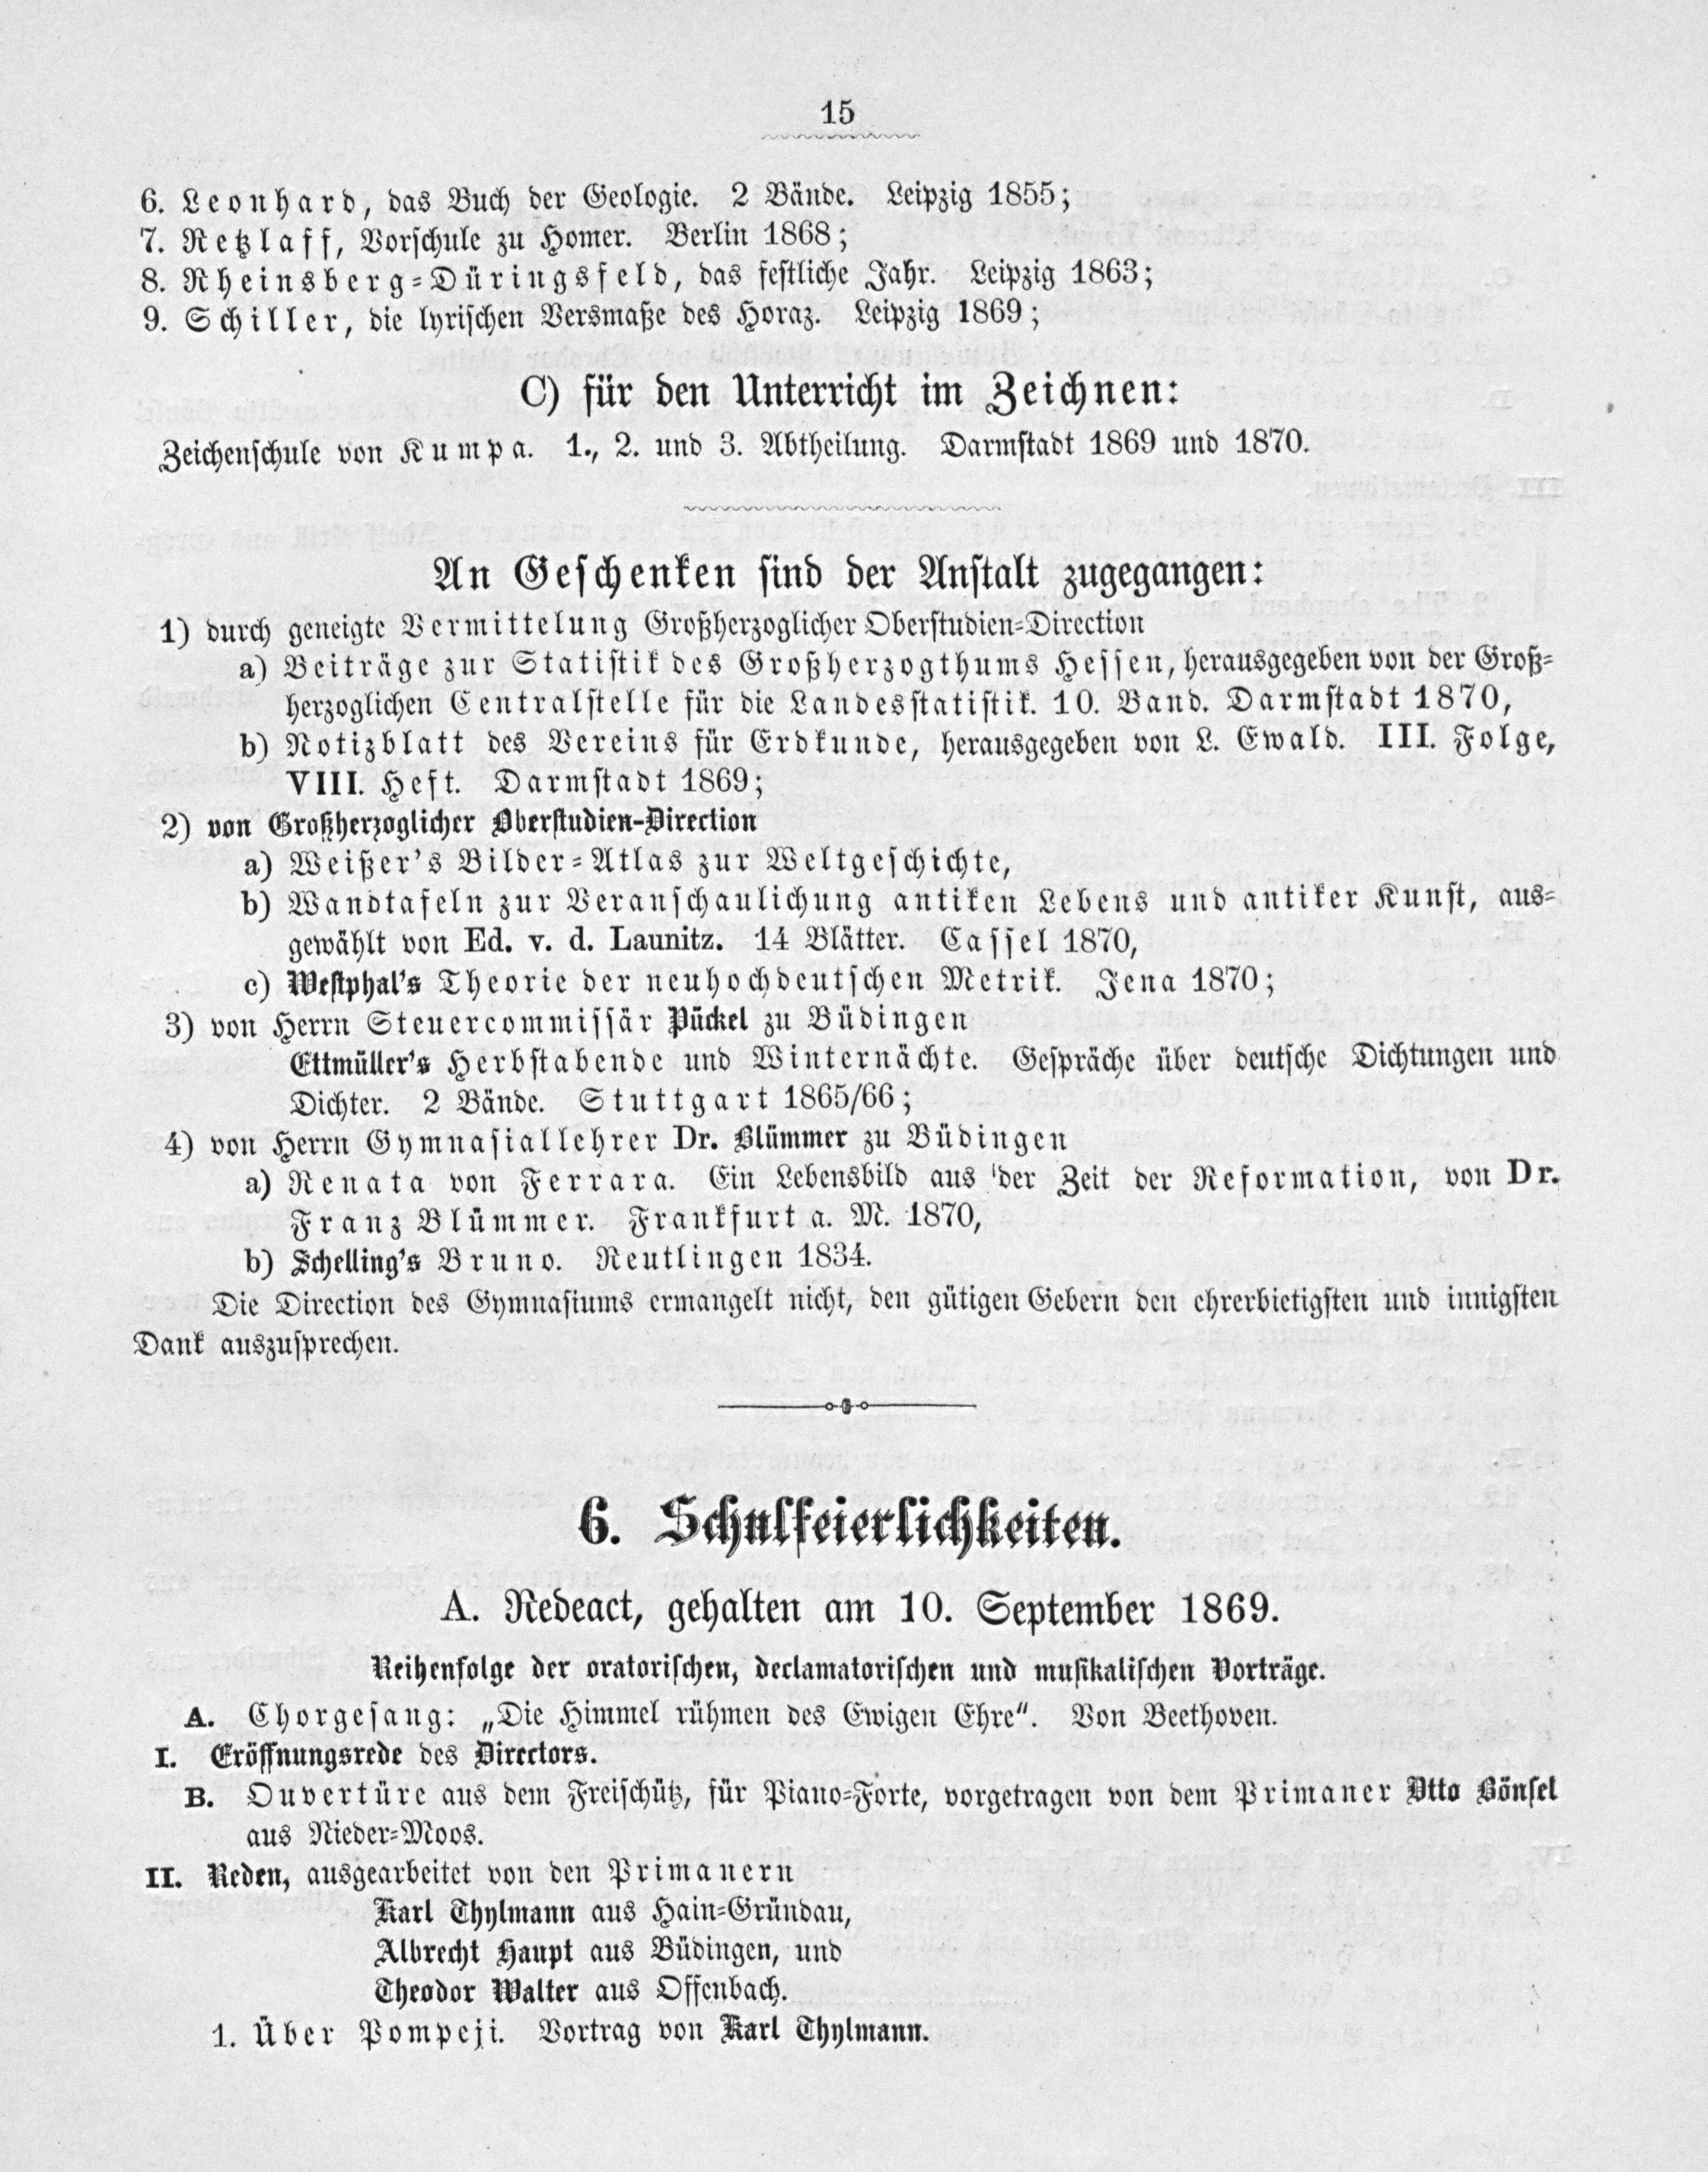 15
6. Leonhard, das Buch der Geologie. 2 Bände. Leipzig 1855;
7. Retzlaff, Vorschule zu Homer. Berlin 1868;
8. Rheinsberg-Düringsfeld, das festliche Jahr. Leipzig 1863;
9. Schiller, die lyrischen Versmaße des Horaz. Leipzig 1869;
C) für den Unterricht im Zeichnen:
Zeichenschule von Kumpa. 1., 2. und 3. Abtheilung. Darmstadt 1869 und 1870.
An Geschenken sind der Anstalt zugegangen:
1) durch geneigte Vermittelung Großherzoglicher Oberstudien-Direction
a) Beiträge zur Statistik des Großherzogthums Hessen, herausgegeben von der Groß-
herzoglichen Centralstelle für die Landesstatistik. 10. Band. Darmstadt 1870,
b) Notizblatt des Vereins für Erdkunde, herausgegeben von L. Ewald. III. Folge,
VIII. Heft. Darmstadt 1869;
2) von Großherzoglicher Oberstudien-Direction
a) Weißer's Bilder-Atlas zur Weltgeschichte,
b) Wandtafeln zur Veranschaulichung antiken Lebens und antiker Kunst, aus-
gewählt von Ed. v. d. Launitz. 14 Blätter. Cassel 1870,
c) Westphal's Theorie der neuhochdeutschen Metrik. Jena 1870;
3) von Herrn Steuercommissär Pückel zu Büdingen
Ettmüller's Herbstabende und Winternächte. Gespräche über deutsche Dichtungen und
Dichter. 2 Bände. Stuttgart 1865/66;
4) von Herrn Gymnasiallehrer Dr. Blümmer zu Büdingen
a) Renata von Ferrara. Ein Lebensbild aus der Zeit der Reformation, von Dr.
Franz Blümmer. Frankfurt a. M. 1870,
b) Schelling's Bruno. Reutlingen 1834.
Die Direction des Gymnasiums ermangelt nicht, den gütigen Gebern den ehrerbietigsten und innigsten
Dank auszusprechen.
6. Schulfeierlichkeiten.
A. Redeact, gehalten am 10. September 1869.
Reihenfolge der oratorischen, declamatorischen und musikalischen Vorträge.
A. Chorgesang: „Die Himmel rühmen des Ewigen Ehre“. Von Beethoven.
I. Eröffnungsrede des Directors.
B. Ouvertüre aus dem Freischütz, für Piano-Forte, vorgetragen von dem Primaner Otto Bönsel
aus Nieder-Moos.
II. Reden, ausgearbeitet von den Primanern
Karl Thylmann aus Hain-Gründau,
Albrecht Haupt aus Büdingen, und
Theodor Walter aus Offenbach.
1. Über Pompeji. Vortrag von Karl Thylmann.